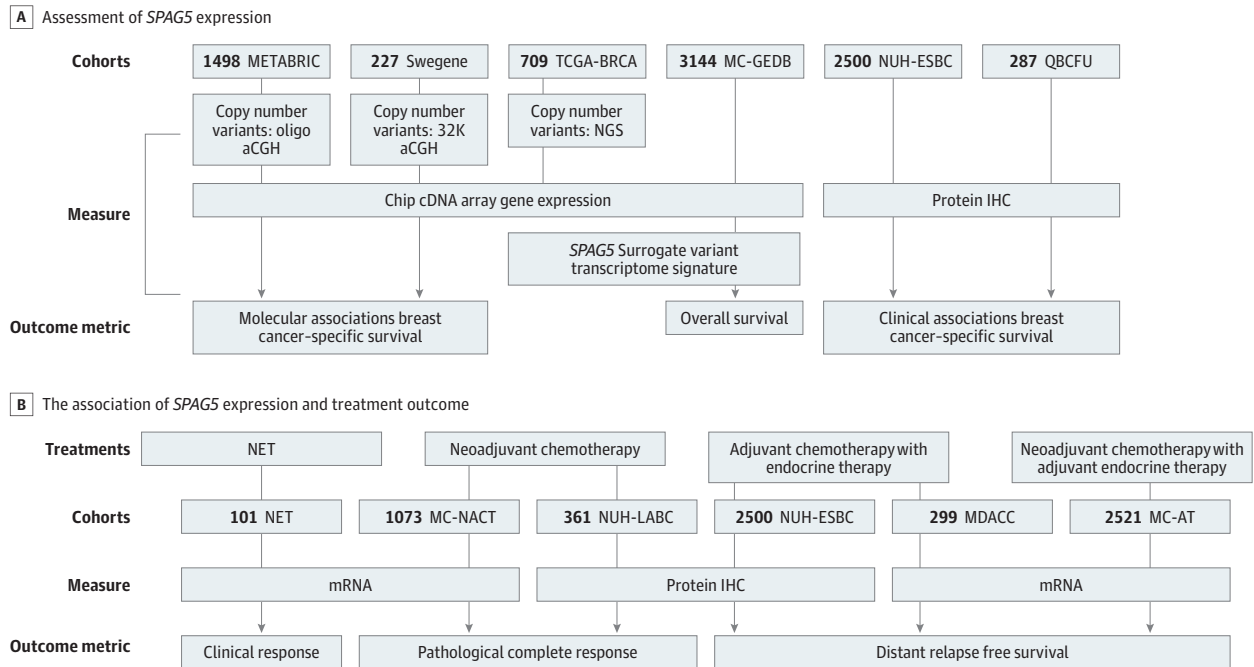 A Assessment of SPAG5 expression
Cohorts
1498 METABRIC
227 Swegene
709 TCGA-BRCA
3144 MC-GEDB
2500 NUH-ESBC
287 QBCFU
Copy number
variants: oligo
aCGH
Copy number
variants: 32K
aCGH
Copy number
variants: NGS
Measure
Chip cDNA array gene expression
Protein IHC
SPAG5 Surrogate variant
transcriptome signature
Outcome metric
Molecular associations breast
cancer-specific survival
Overall survival
Clinical associations breast
cancer-specific survival
B The association of SPAG5 expression and treatment outcome
Treatments
NET
Neoadjuvant chemotherapy
Adjuvant chemotherapy with
endocrine therapy
Neoadjuvant chemotherapy with
adjuvant endocrine therapy
Cohorts
101 NET
1073 MC-NACT
361 NUH-LABC
2500 NUH-ESBC
299 MDACC
2521 MC-AT
Measure
mRNA
Protein IHC
mRNA
Outcome metric
Clinical response
Pathological complete response
Distant relapse free survival